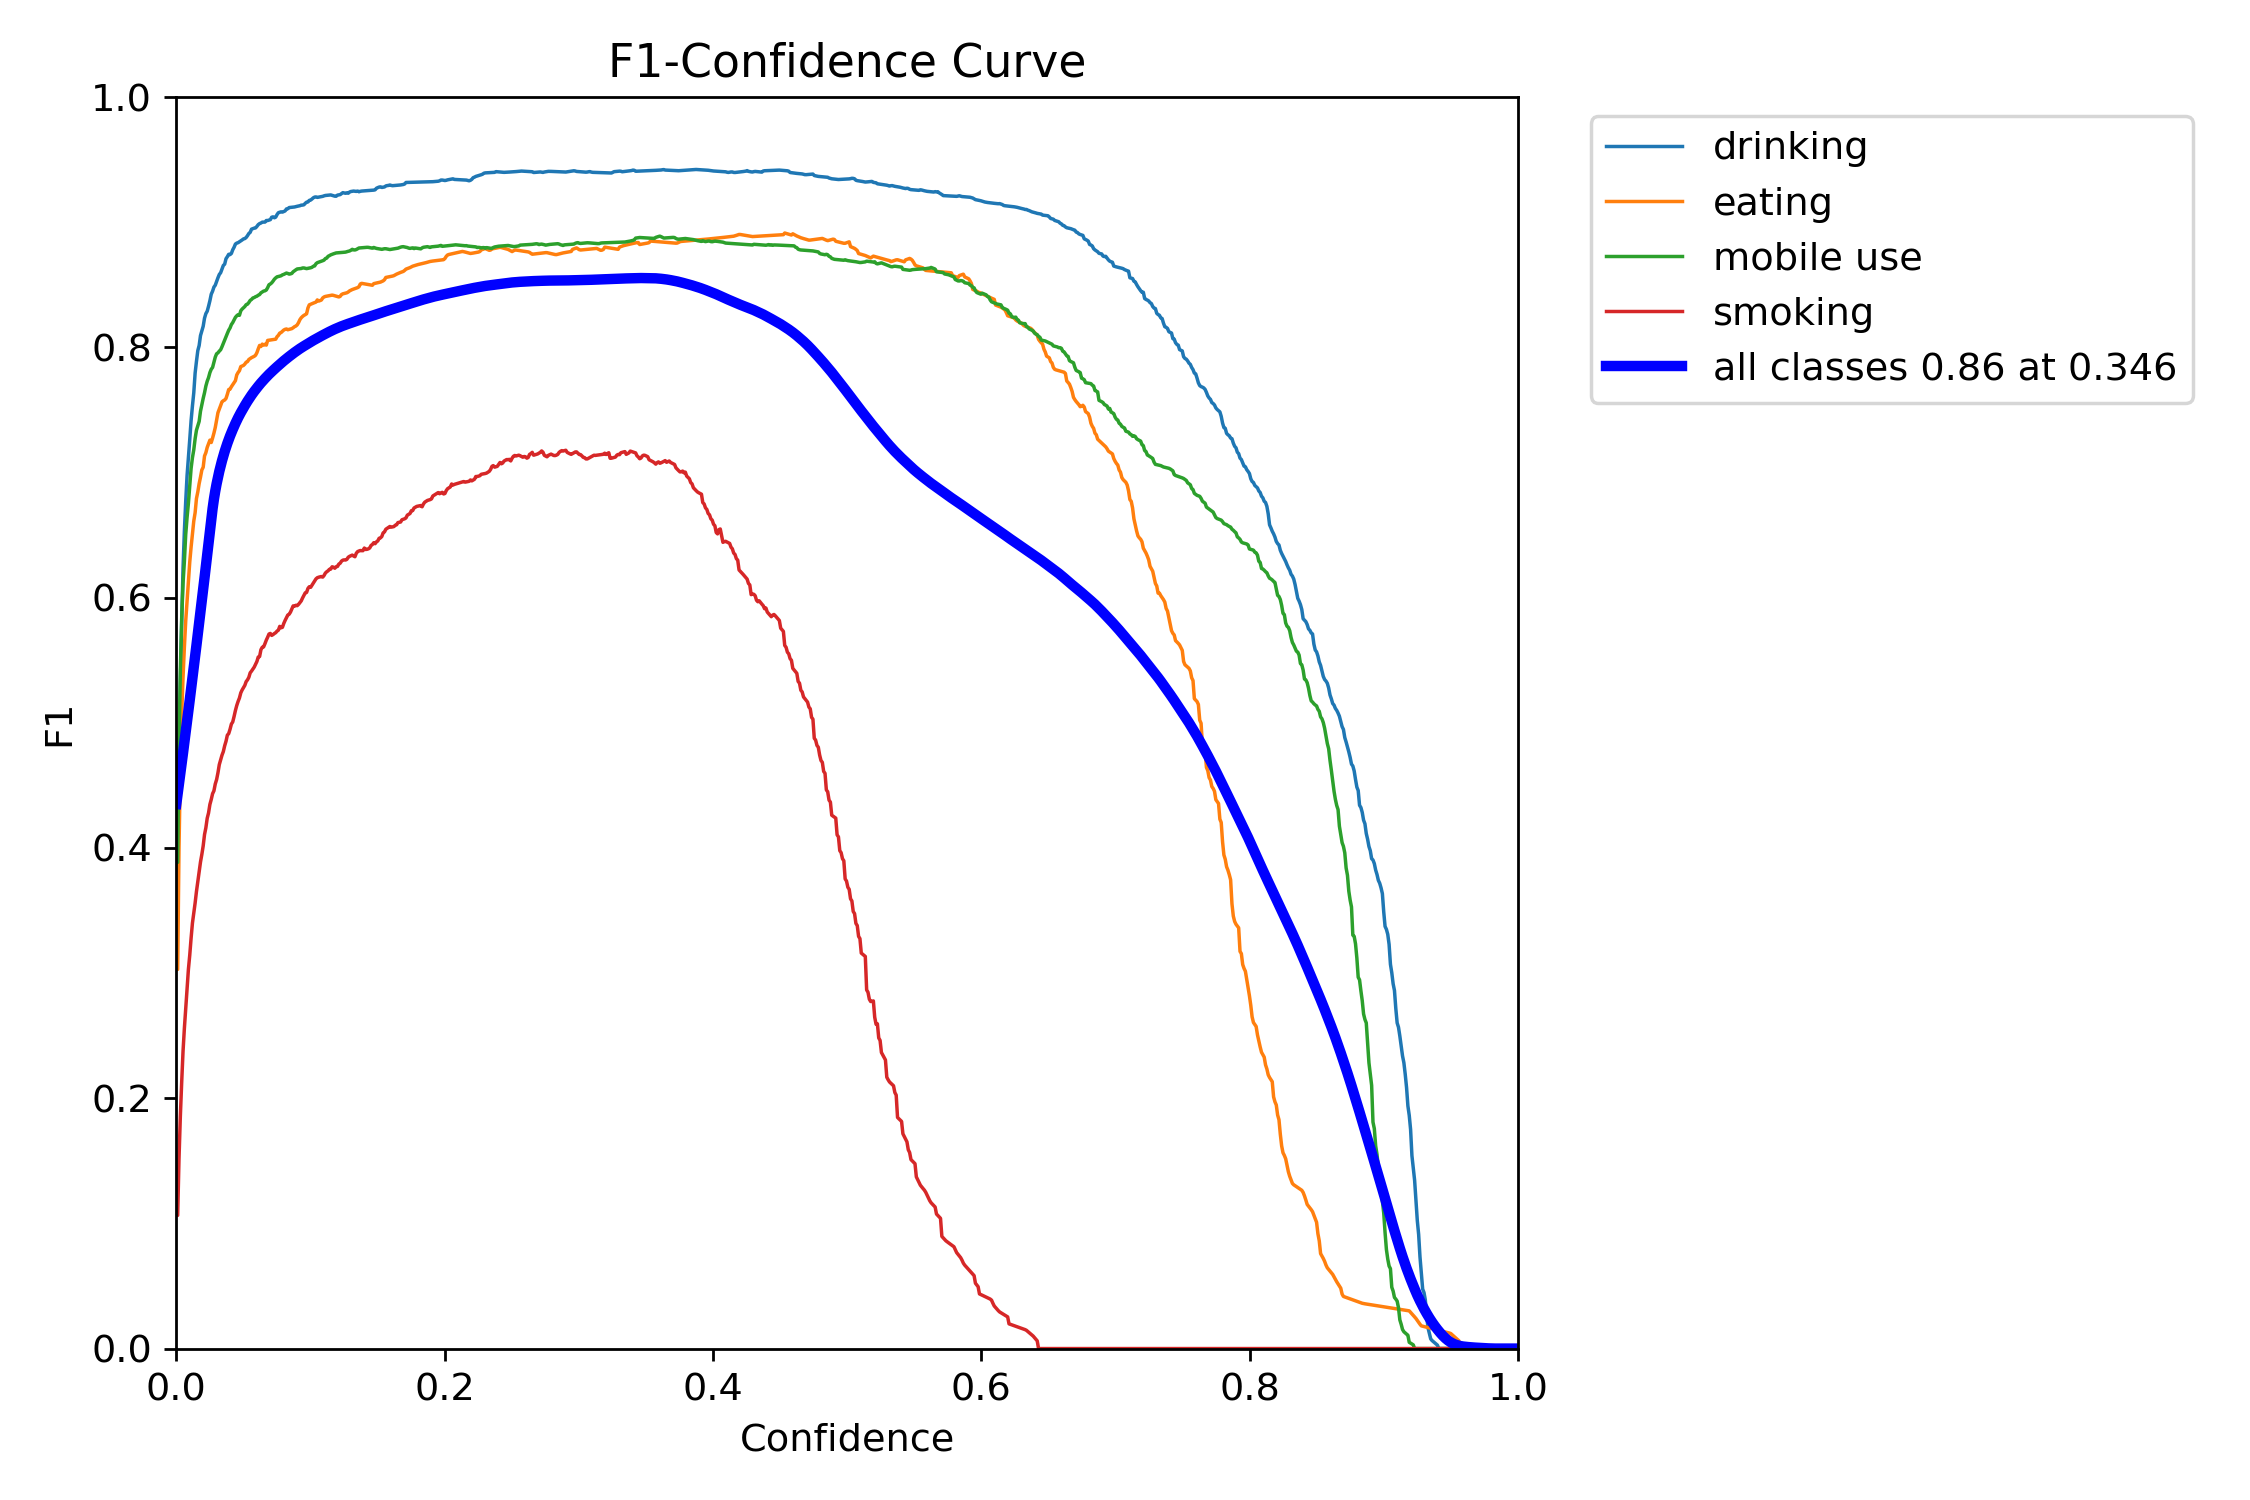 F1-Confidence Curve
1.0
0.8
0.6
0.4
0.2
0.0
F1
0.0 0.2 0.4 0.6 0.8 1.0
Confidence
drinking
eating
mobile use
smoking
all classes 0.86 at 0.346